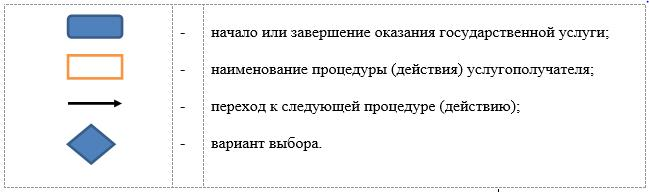 - начало или завершение оказания государственной услуги;
- наименование процедуры (действия) услугополучателя;
- переход к следующей процедуре (действию);
- вариант выбора.